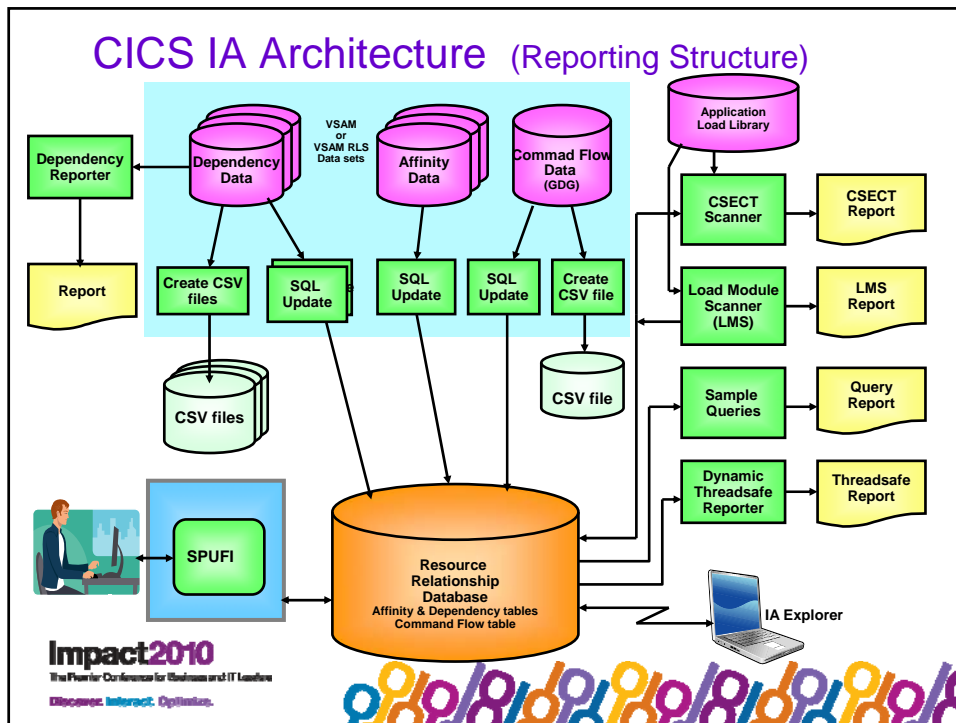 CICS IA Architecture (Reporting Structure)
Application
Load Library
VSAM
or
VSAM RLS
Data sets
Dependency
Reporter
Dependency
Data
Affinity
Data
Commad Flow
Data
(GDG)
CSECT
Scanner
CSECT
Report
Report
Create CSV
files
SQL
Update
SQL
Update
SQL
Update
Create
CSV file
Load Module
Scanner
(LMS)
LMS
Report
CSV files
CSV file
Sample
Queries
Query
Report
Dynamic
Threadsafe
Reporter
Threadsafe
Report
SPUFI
Resource
Relationship
Database
Affinity & Dependency tables
Command Flow table
IA Explorer
Impact2010
The Premier Conference for Business and IT Leaders
Discover. Interact. Optimize.